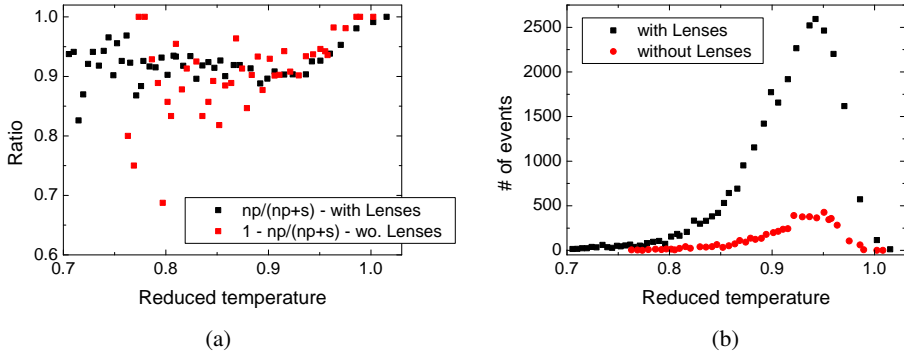 1.0
0.9
0.8
0.7
0.6
Ratio
np/(np+s) - with Lenses
1 - np/(np+s) - wo. Lenses
0.7 0.8 0.9 1.0
Reduced temperature
(a)
2500
2000
1500
1000
500
0
# of events
with Lenses
without Lenses
0.7 0.8 0.9 1.0
Reduced temperature
(b)